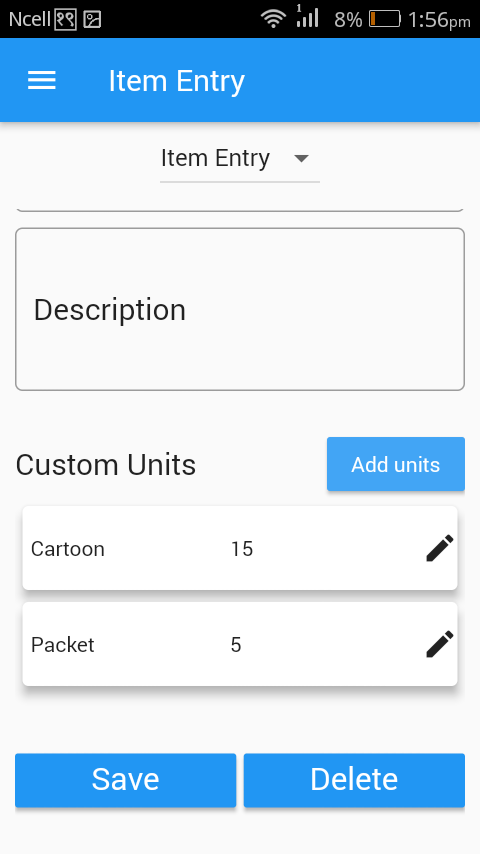 Ncell ११ 8% 1:56pm
Item Entry
Item Entry
Description
Custom Units Add units
Cartoon 15
Packet 5
Save Delete